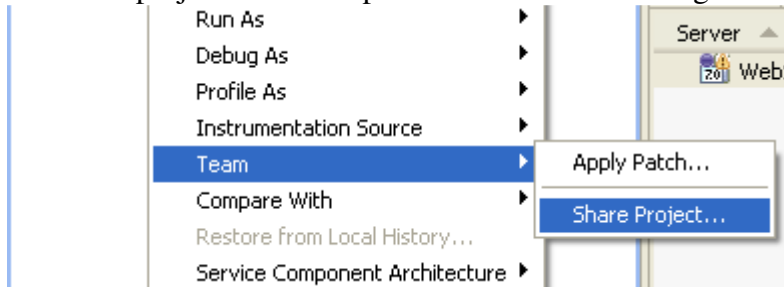 Run As
Debug As
Profile As
Instrumentation Source
Team
Compare With
Restore from Local History...
Service Component Architecture
Apply Patch...
Share Project...
Server
Web